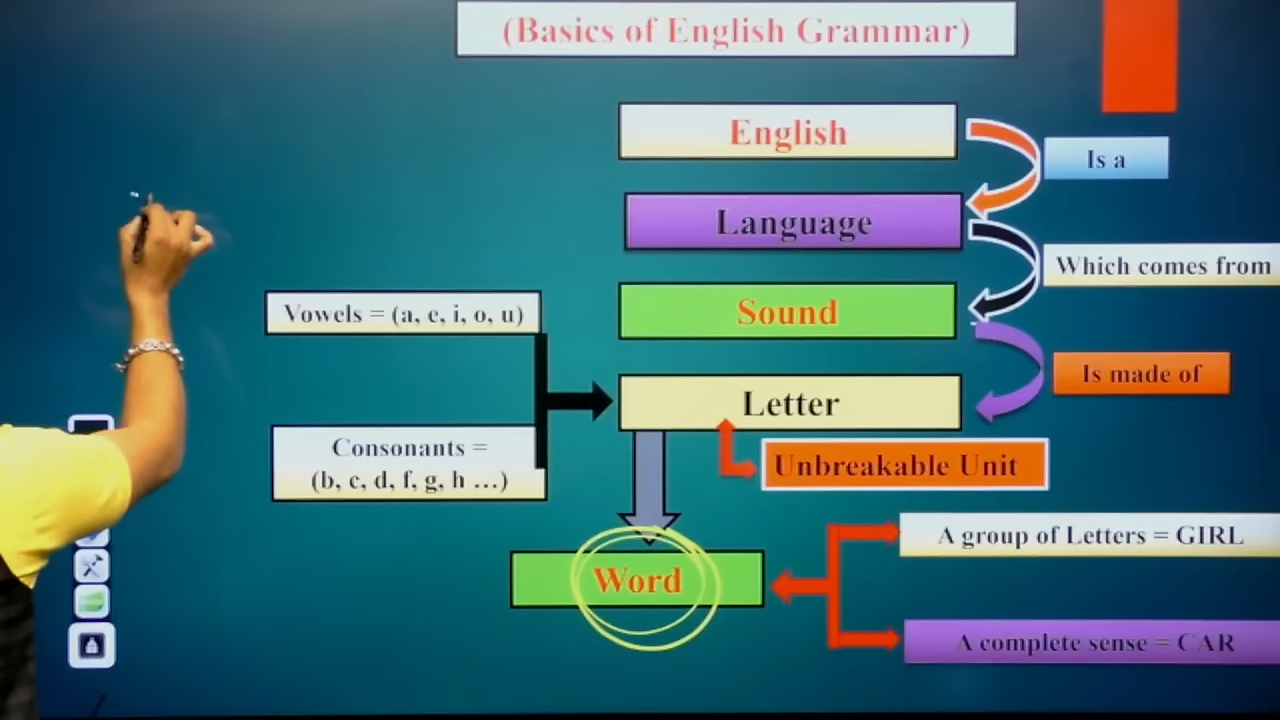 (Basics of English Grammar)
English
Is a
Language
Which comes from
Sound
Vowels = (a, e, i, o, u)
Is made of
Letter
Consonants =
(b, c, d, f, g, h ...)
Unbreakable Unit
A group of Letters = GIRL
Word
A complete sense = CAR